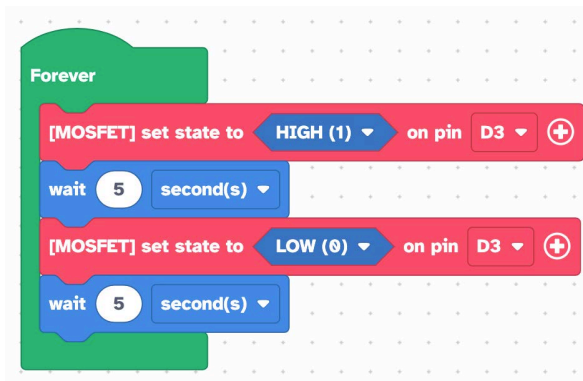 Forever
[MOSFET] set state to HIGH (1) on pin D3
wait 5 second(s)
[MOSFET] set state to LOW (0) on pin D3
wait 5 second(s)